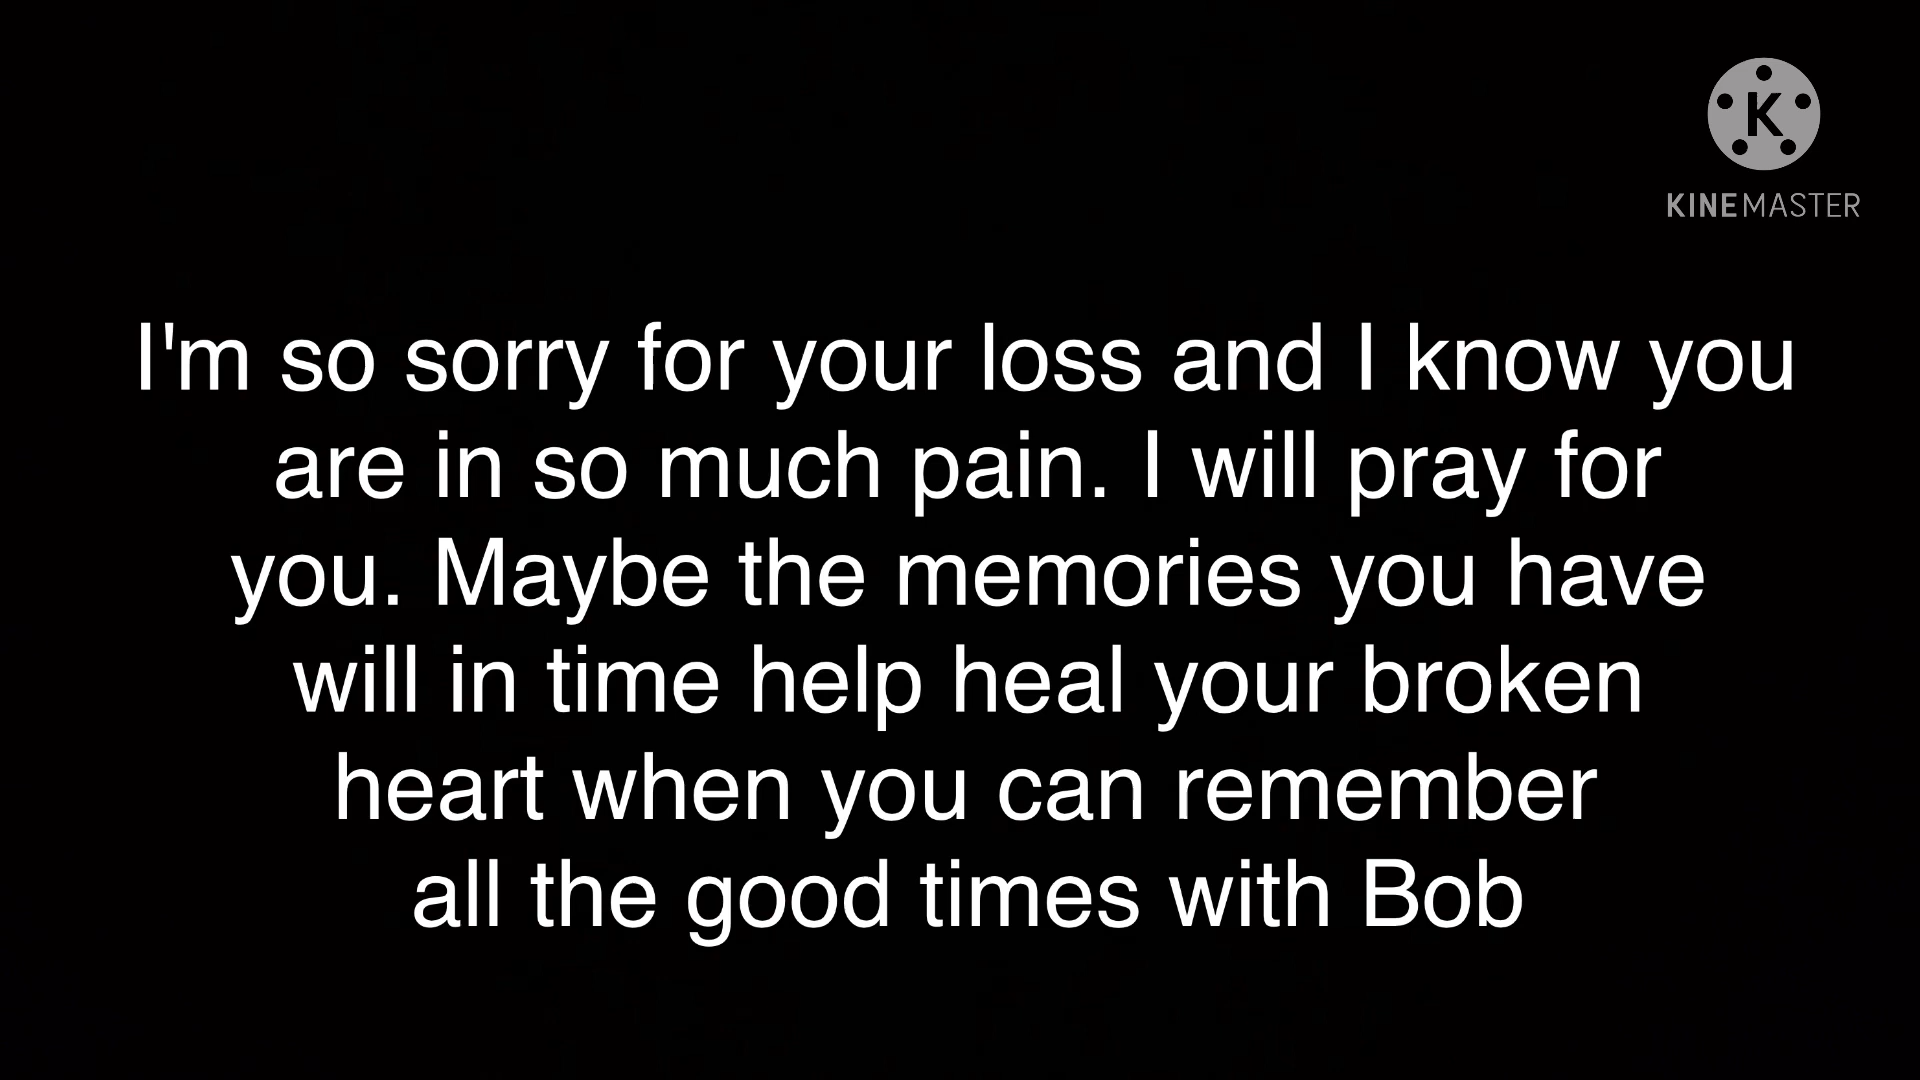 K
KINEMASTER
I'm so sorry for your loss and I know you
are in so much pain. I will pray for
you. Maybe the memories you have
will in time help heal your broken
heart when you can remember
all the good times with Bob